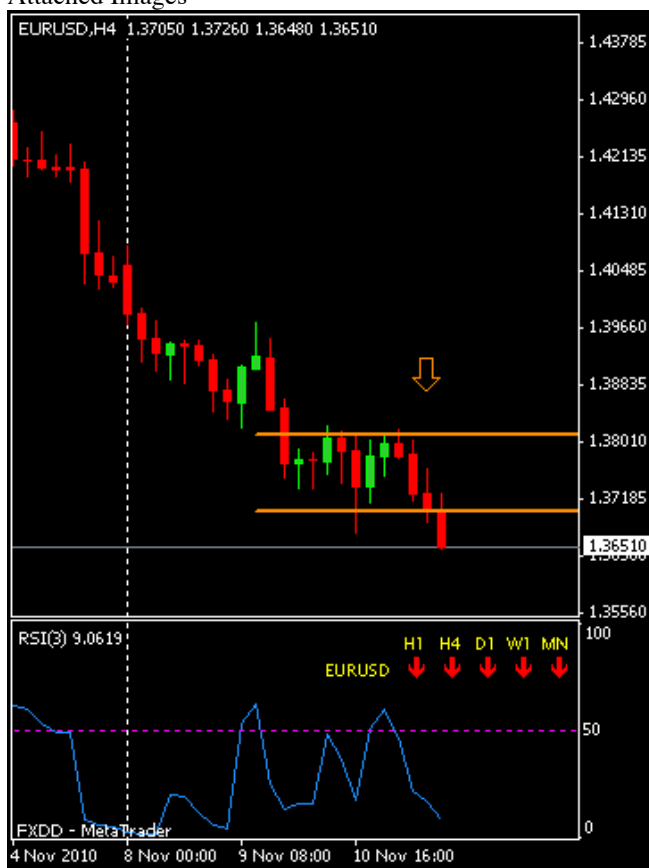 Attached Images
EURUSD,H4 1.37050 1.37260 1.36480 1.36510
1.43785
1.42960
1.42135
1.41310
1.40485
1.39660
1.38835
1.38010
1.37185
1.36510
1.35560
RSI(3) 9.0619
100
H1 H4 D1 W1 MN
EURUSD
50
0
FXDD - MetaTrader
4 Nov 2010 8 Nov 00:00 9 Nov 08:00 10 Nov 16:00